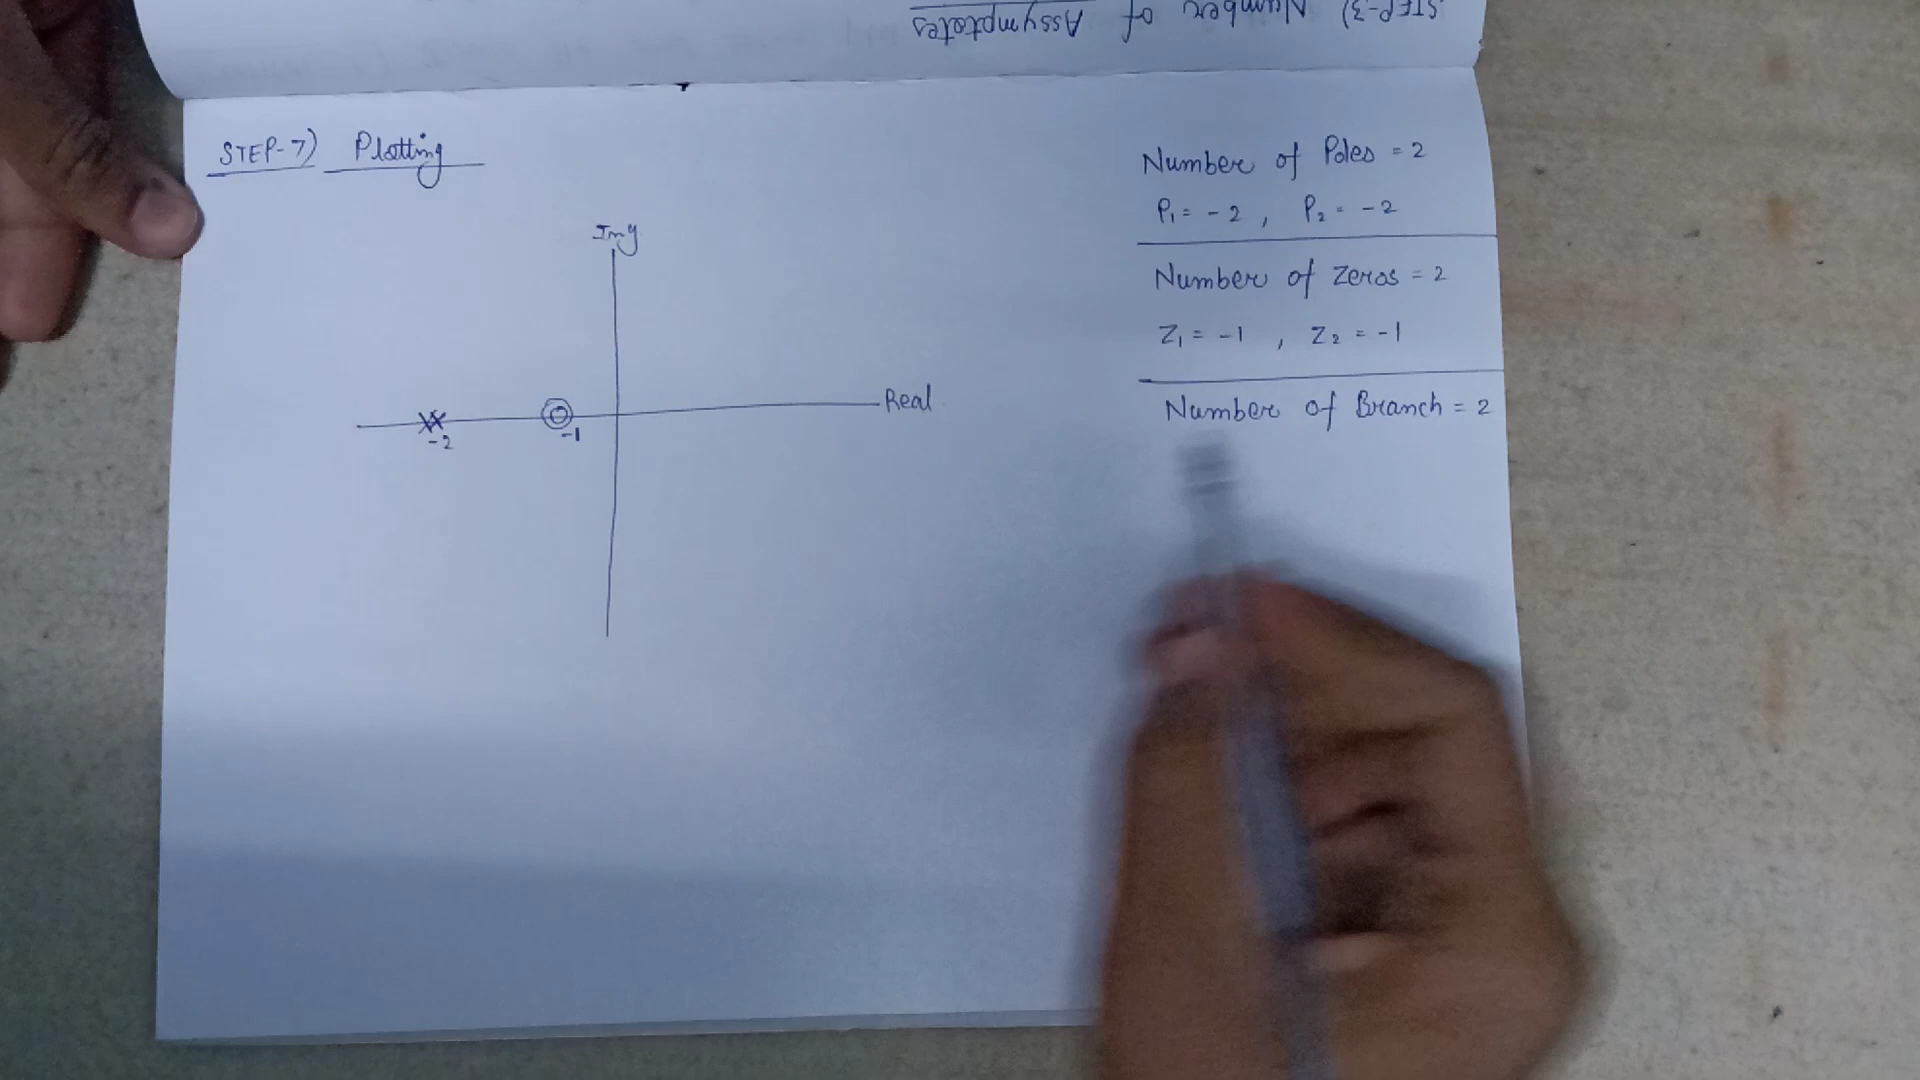 STEP-3) Number of Assymptotes
STEP-7) Plotting
Img
Real
-2
-1
Number of Poles = 2
P₁ = -2 , P₂ = -2
Number of Zeros = 2
Z₁ = -1 , Z₂ = -1
Number of Branch = 2